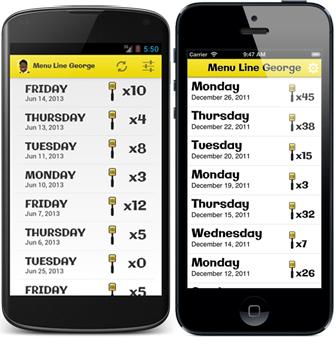 5:50
Menu Line George
FRIDAY
Jun 14, 2013
x10
THURSDAY
Jun 13, 2013
x4
TUESDAY
Jun 11, 2013
x8
MONDAY
Jun 10, 2013
x3
FRIDAY
Jun 7, 2013
x12
THURSDAY
Jun 6, 2013
x5
TUESDAY
Jun 25, 2013
x0
FRIDAY
x5
Carrier
9:47 AM
Menu Line George
Monday
December 26, 2011
x45
Thursday
December 22, 2011
x38
Tuesday
December 20, 2011
x15
Monday
December 19, 2011
x3
Thursday
December 15, 2011
x32
Wednesday
December 14, 2011
x7
Monday
December 12, 2011
x26